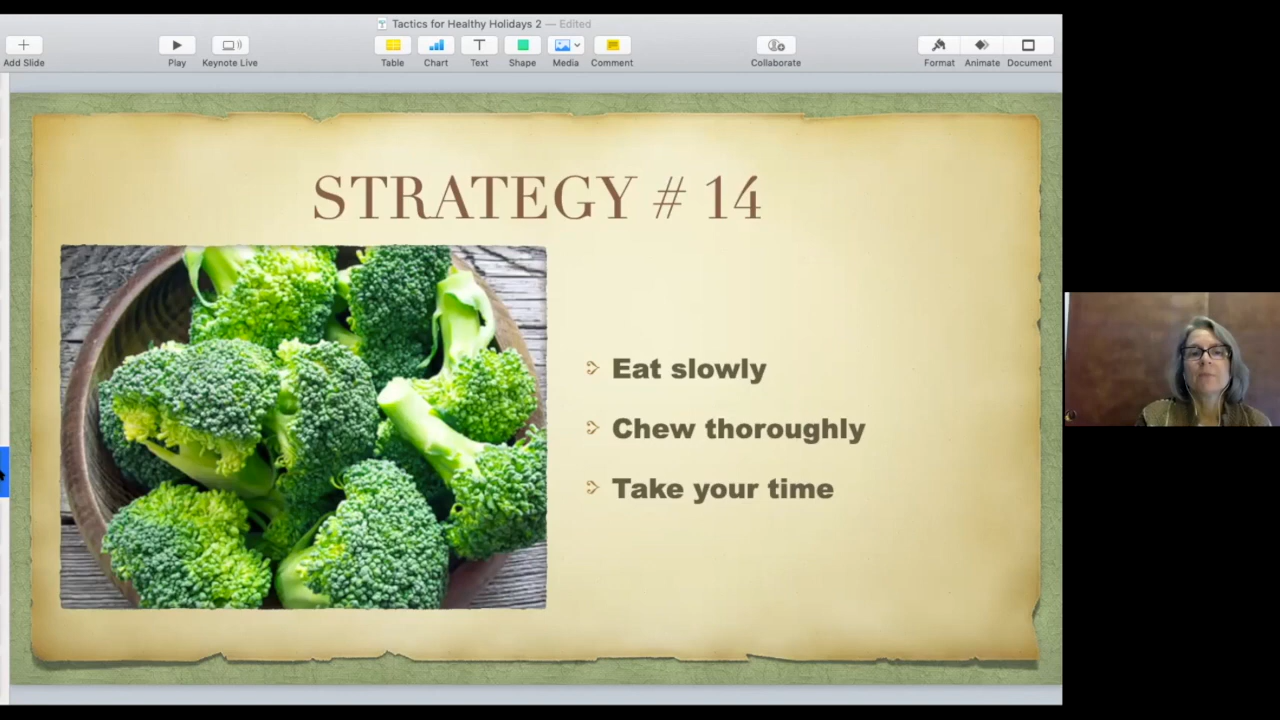 Tactics for Healthy Holidays 2 — Edited
Add Slide
Play
Keynote Live
Table
Chart
Text
Shape
Media
Comment
Collaborate
Format
Animate
Document
STRATEGY # 14
Eat slowly
Chew thoroughly
Take your time